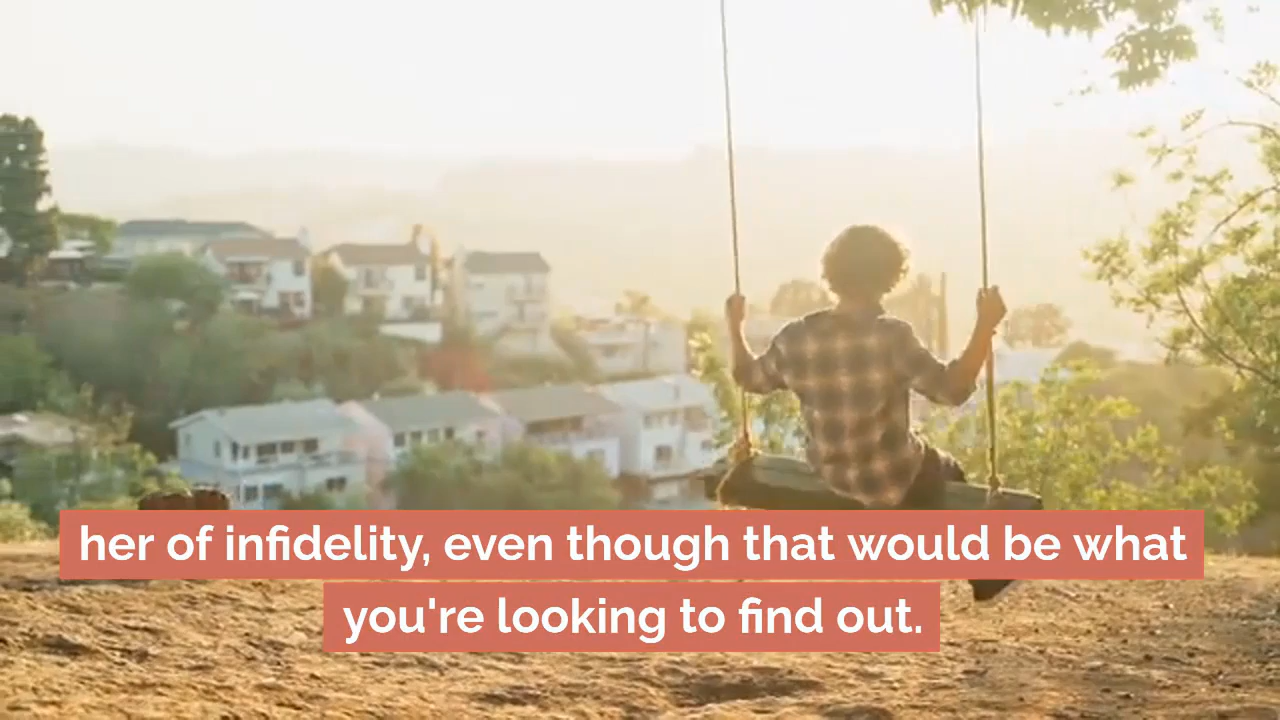 her of infidelity, even though that would be what
you're looking to find out.